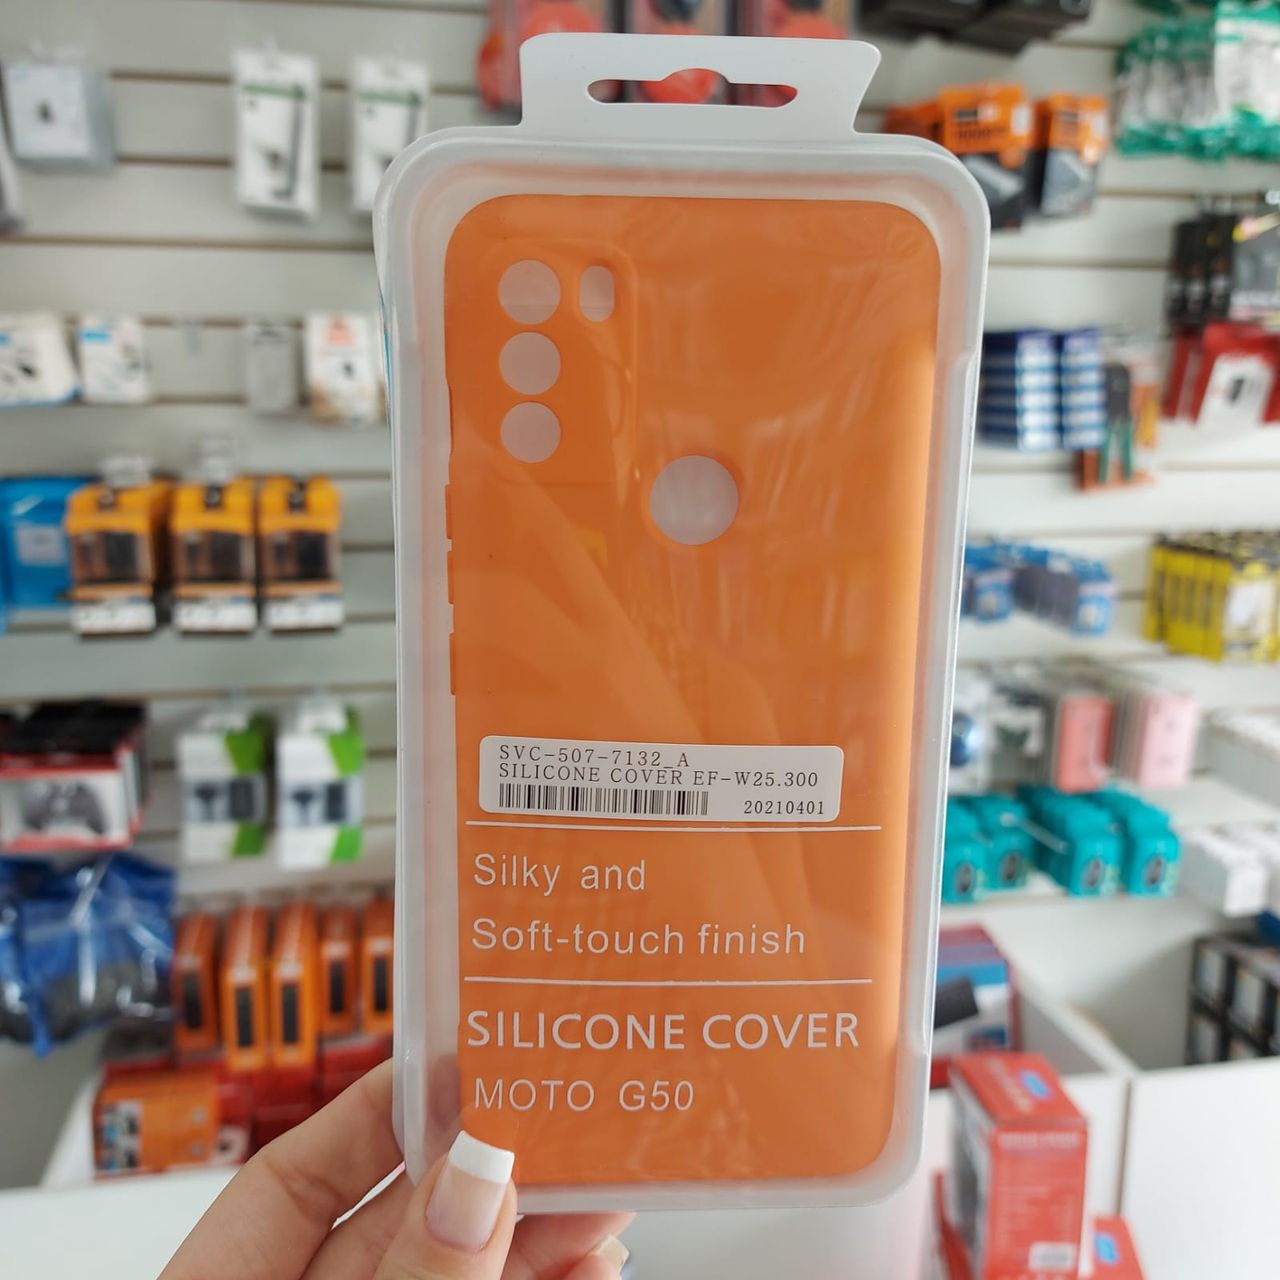 SVC-507-7132_A
SILICONE COVER EF-W25.300
20210401
Silky and
Soft-touch finish
SILICONE COVER
MOTO G50